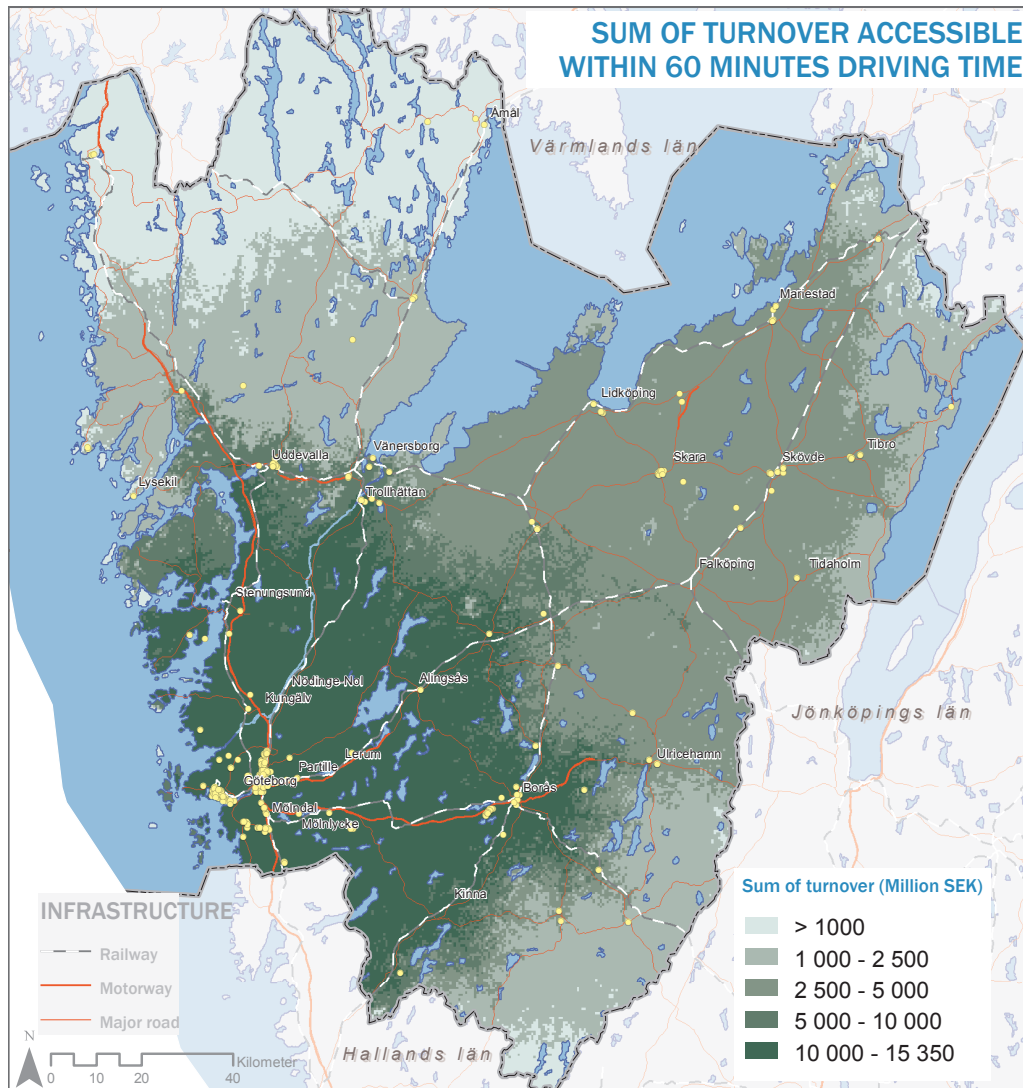 SUM OF TURNOVER ACCESSIBLE
WITHIN 60 MINUTES DRIVING TIME
Åmål
Värmlands län
Mariestad
Lidköping
Vänersborg
Uddevalla
Skara
Skövde
Tibro
Lysekil
Trollhättan
Falköping
Tidaholm
Stenungsund
Nödinge-Nol
Alingsås
Kungälv
Jönköpings län
Lerum
Ulricehamn
Partille
Göteborg
Borås
Mölndal
Mölnlycke
Kinna
Hallands län
INFRASTRUCTURE
Railway
Motorway
Major road
N
Kilometer
0 10 20 40
Sum of turnover (Million SEK)
> 1000
1 000 - 2 500
2 500 - 5 000
5 000 - 10 000
10 000 - 15 350